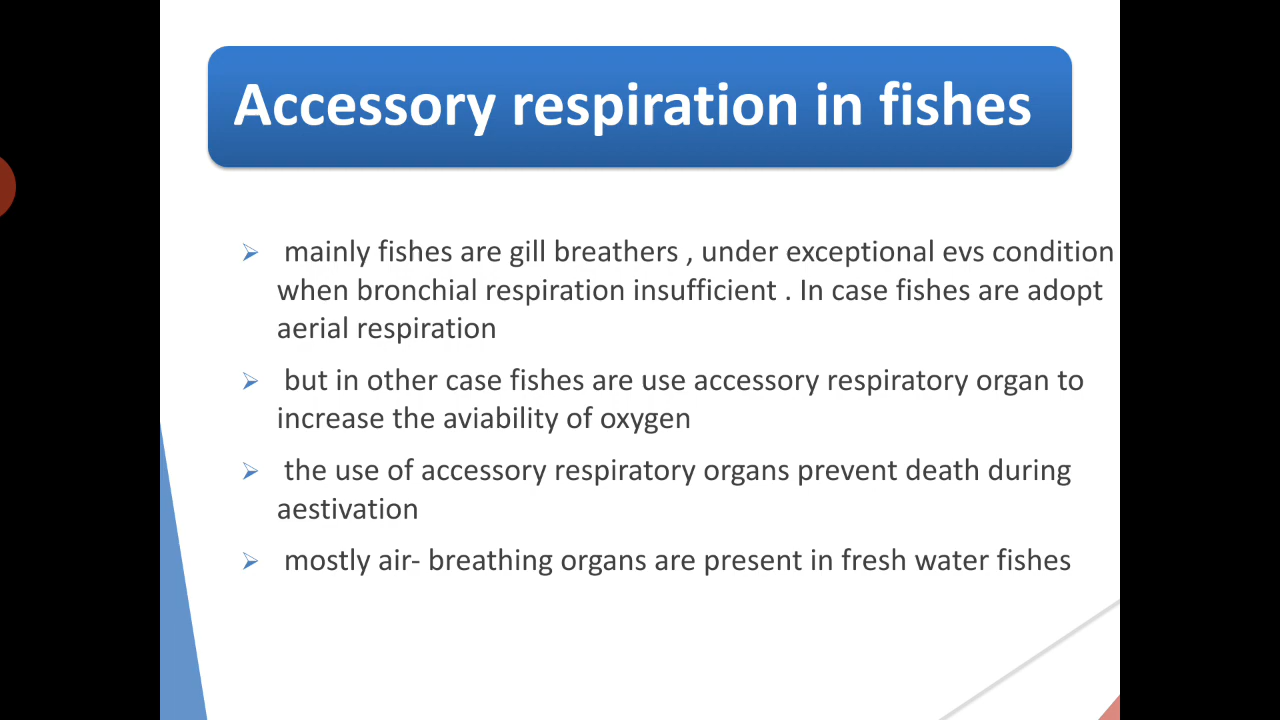 Accessory respiration in fishes
➢ mainly fishes are gill breathers , under exceptional evs condition
when bronchial respiration insufficient . In case fishes are adopt
aerial respiration
➢ but in other case fishes are use accessory respiratory organ to
increase the aviability of oxygen
➢ the use of accessory respiratory organs prevent death during
aestivation
➢ mostly air- breathing organs are present in fresh water fishes